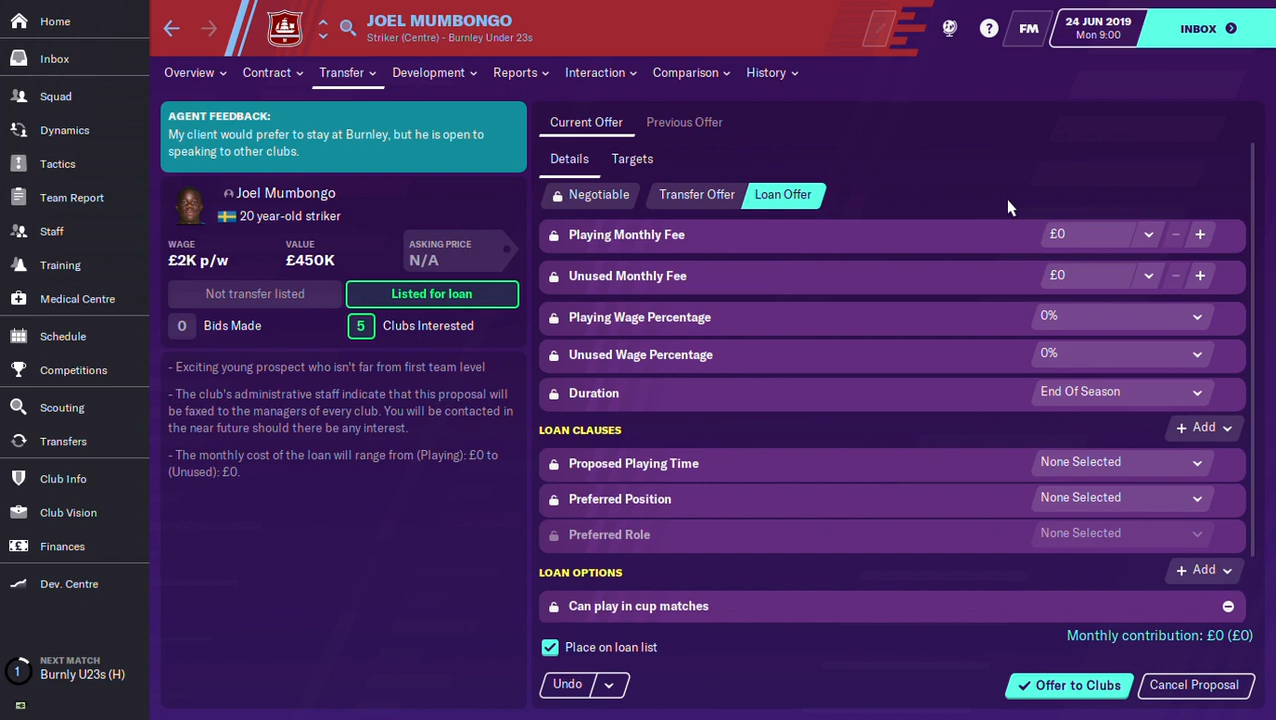 Home
Inbox
Squad
Dynamics
Tactics
Team Report
Staff
Training
Medical Centre
Schedule
Competitions
Scouting
Transfers
Club Info
Club Vision
Finances
Dev. Centre
1
NEXT MATCH
Burnly U23s (H)
JOEL MUMBONGO
Striker (Centre) - Burnley Under 23s
FM
24 JUN 2019
Mon 9:00
INBOX
Overview
Contract
Transfer
Development
Reports
Interaction
Comparison
History
AGENT FEEDBACK:
My client would prefer to stay at Burnley, but he is open to
speaking to other clubs.
Joel Mumbongo
20 year-old striker
WAGE
£2K p/w
VALUE
£450K
ASKING PRICE
N/A
Not transfer listed
Listed for loan
0 Bids Made
5 Clubs Interested
- Exciting young prospect who isn't far from first team level
- The club's administrative staff indicate that this proposal
will be faxed to the managers of every club. You will be contacted in
the near future should there be any interest.
- The monthly cost of the loan will range from (Playing): £0 to
(Unused): £0.
Current Offer
Previous Offer
Details
Targets
Negotiable
Transfer Offer
Loan Offer
Playing Monthly Fee £0
Unused Monthly Fee £0
Playing Wage Percentage 0%
Unused Wage Percentage 0%
Duration End Of Season
LOAN CLAUSES + Add
Proposed Playing Time None Selected
Preferred Position None Selected
Preferred Role None Selected
LOAN OPTIONS + Add
Can play in cup matches
Monthly contribution: £0 (£0)
Place on loan list
Undo
Offer to Clubs
Cancel Proposal